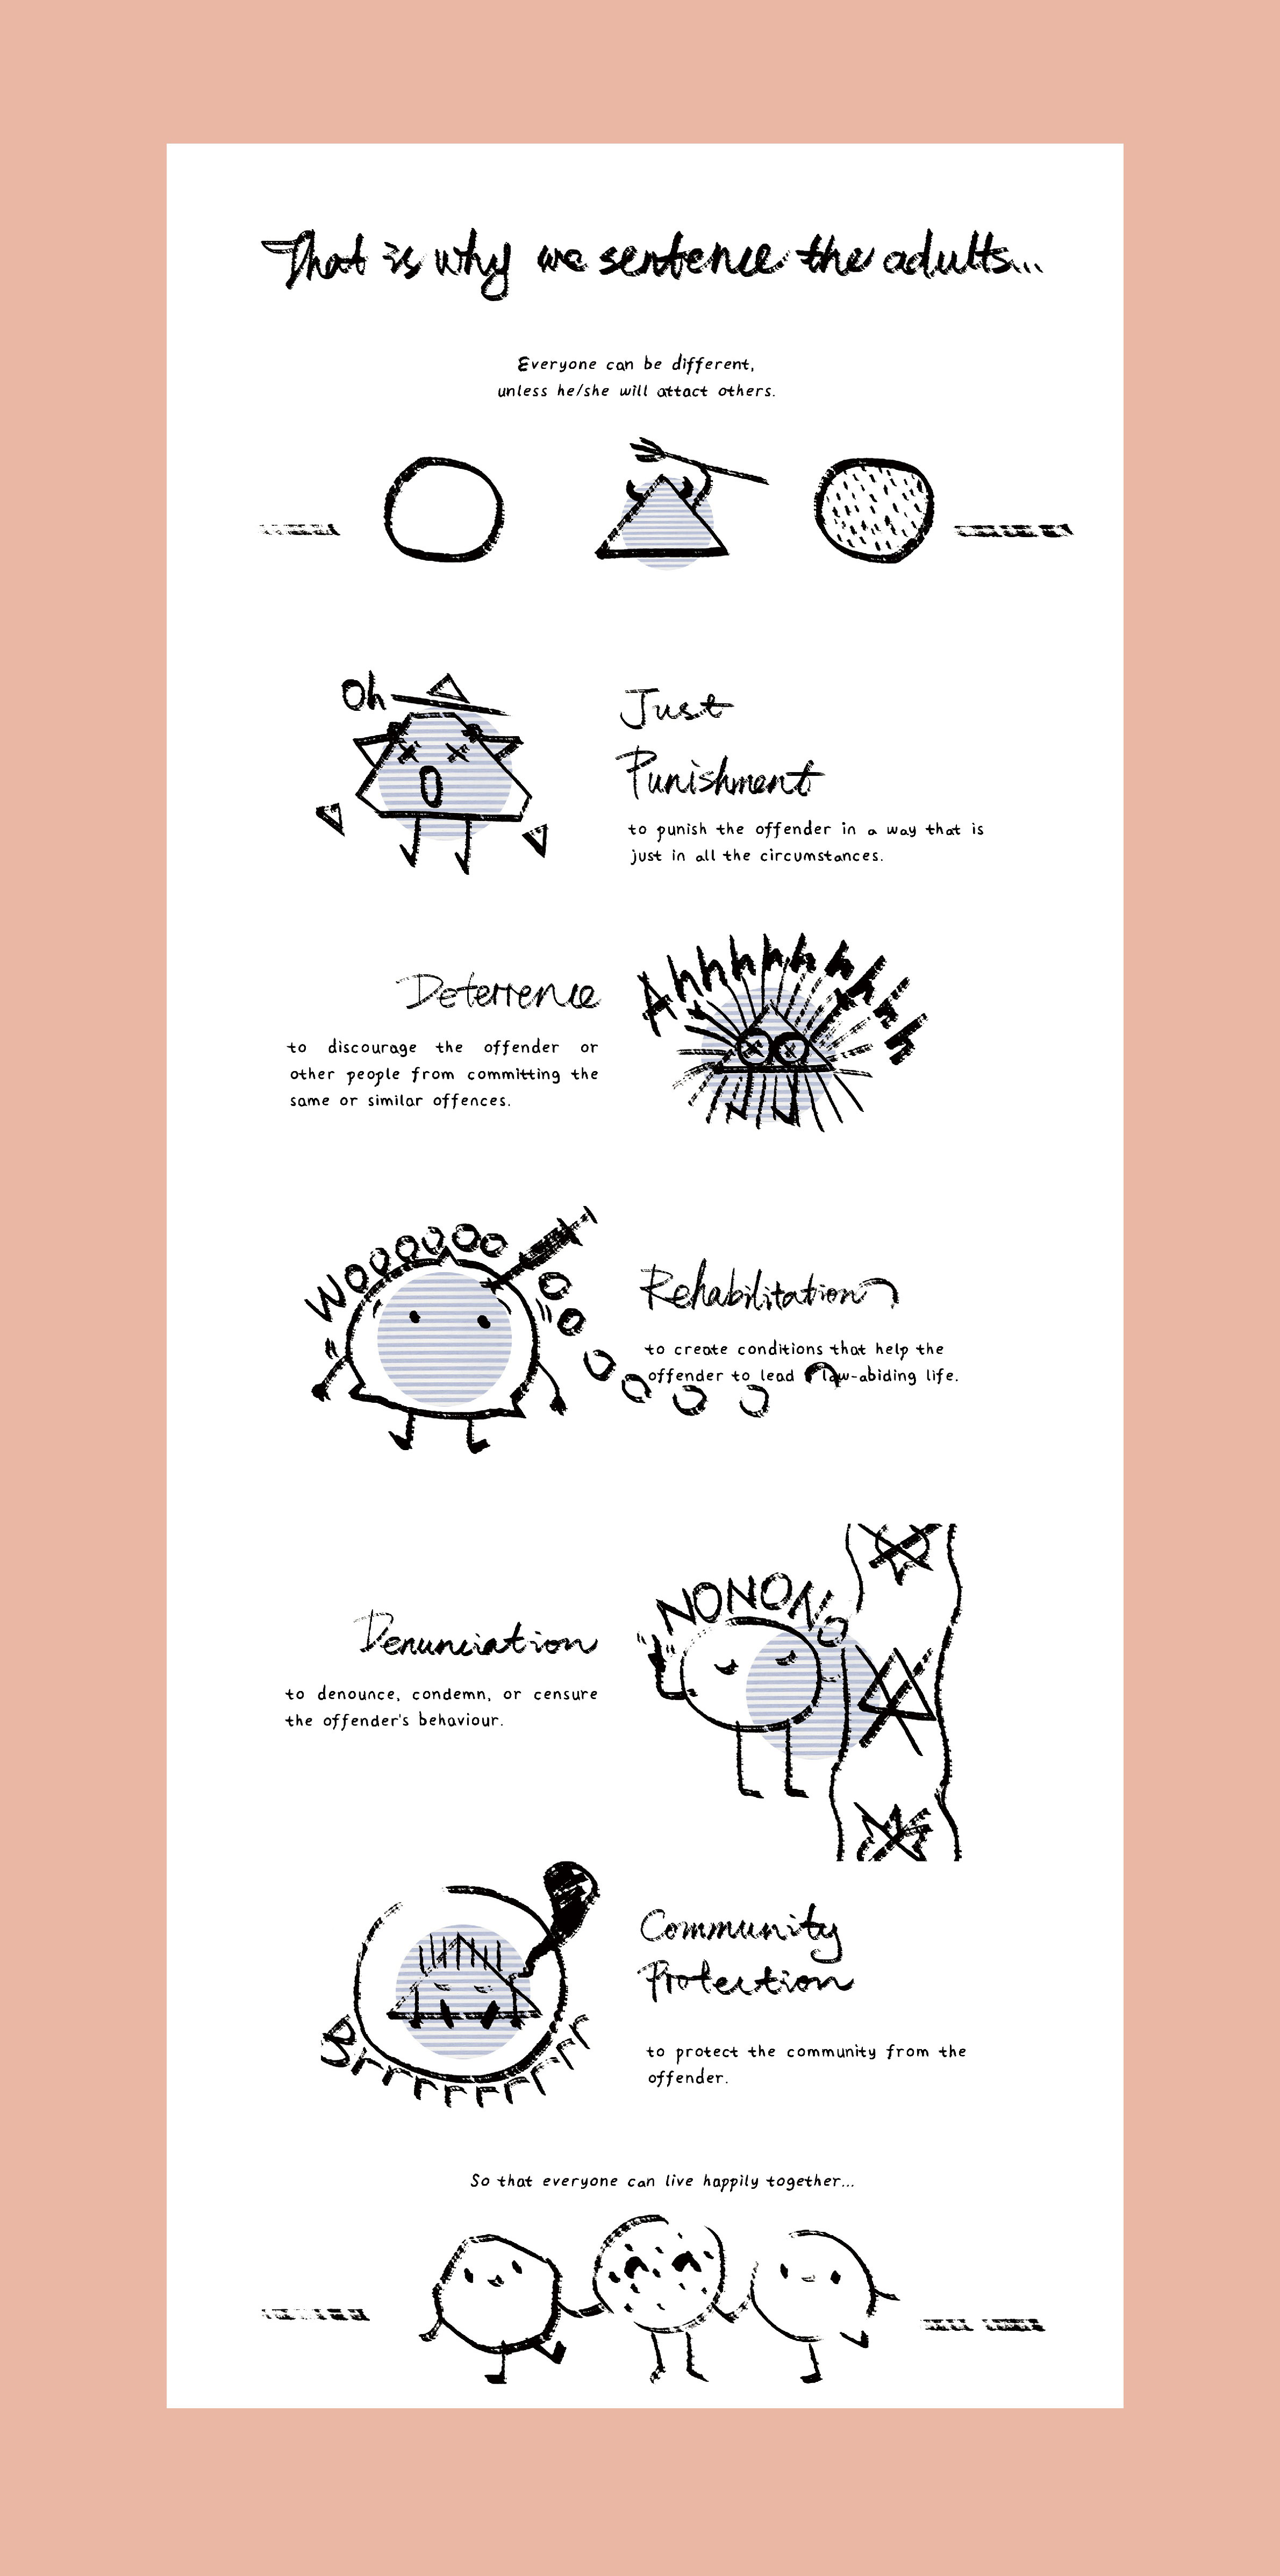 That is why we sentence the adults...
Everyone can be different,
unless he/she will attact others.
Oh
Just
Punishment
to punish the offender in a way that is
just in all the circumstances.
Ahhhhhhhhhh
Deterrence
to discourage the offender or
other people from committing the
same or similar offences.
Wooooooooooooo
Rehabilitation
to create conditions that help the
offender to lead a law-abiding life.
NONONO
Denunciation
to denounce, condemn, or censure
the offender's behaviour.
Community
Protection
to protect the community from the
offender.
Brrrrrrrrr
So that everyone can live happily together...